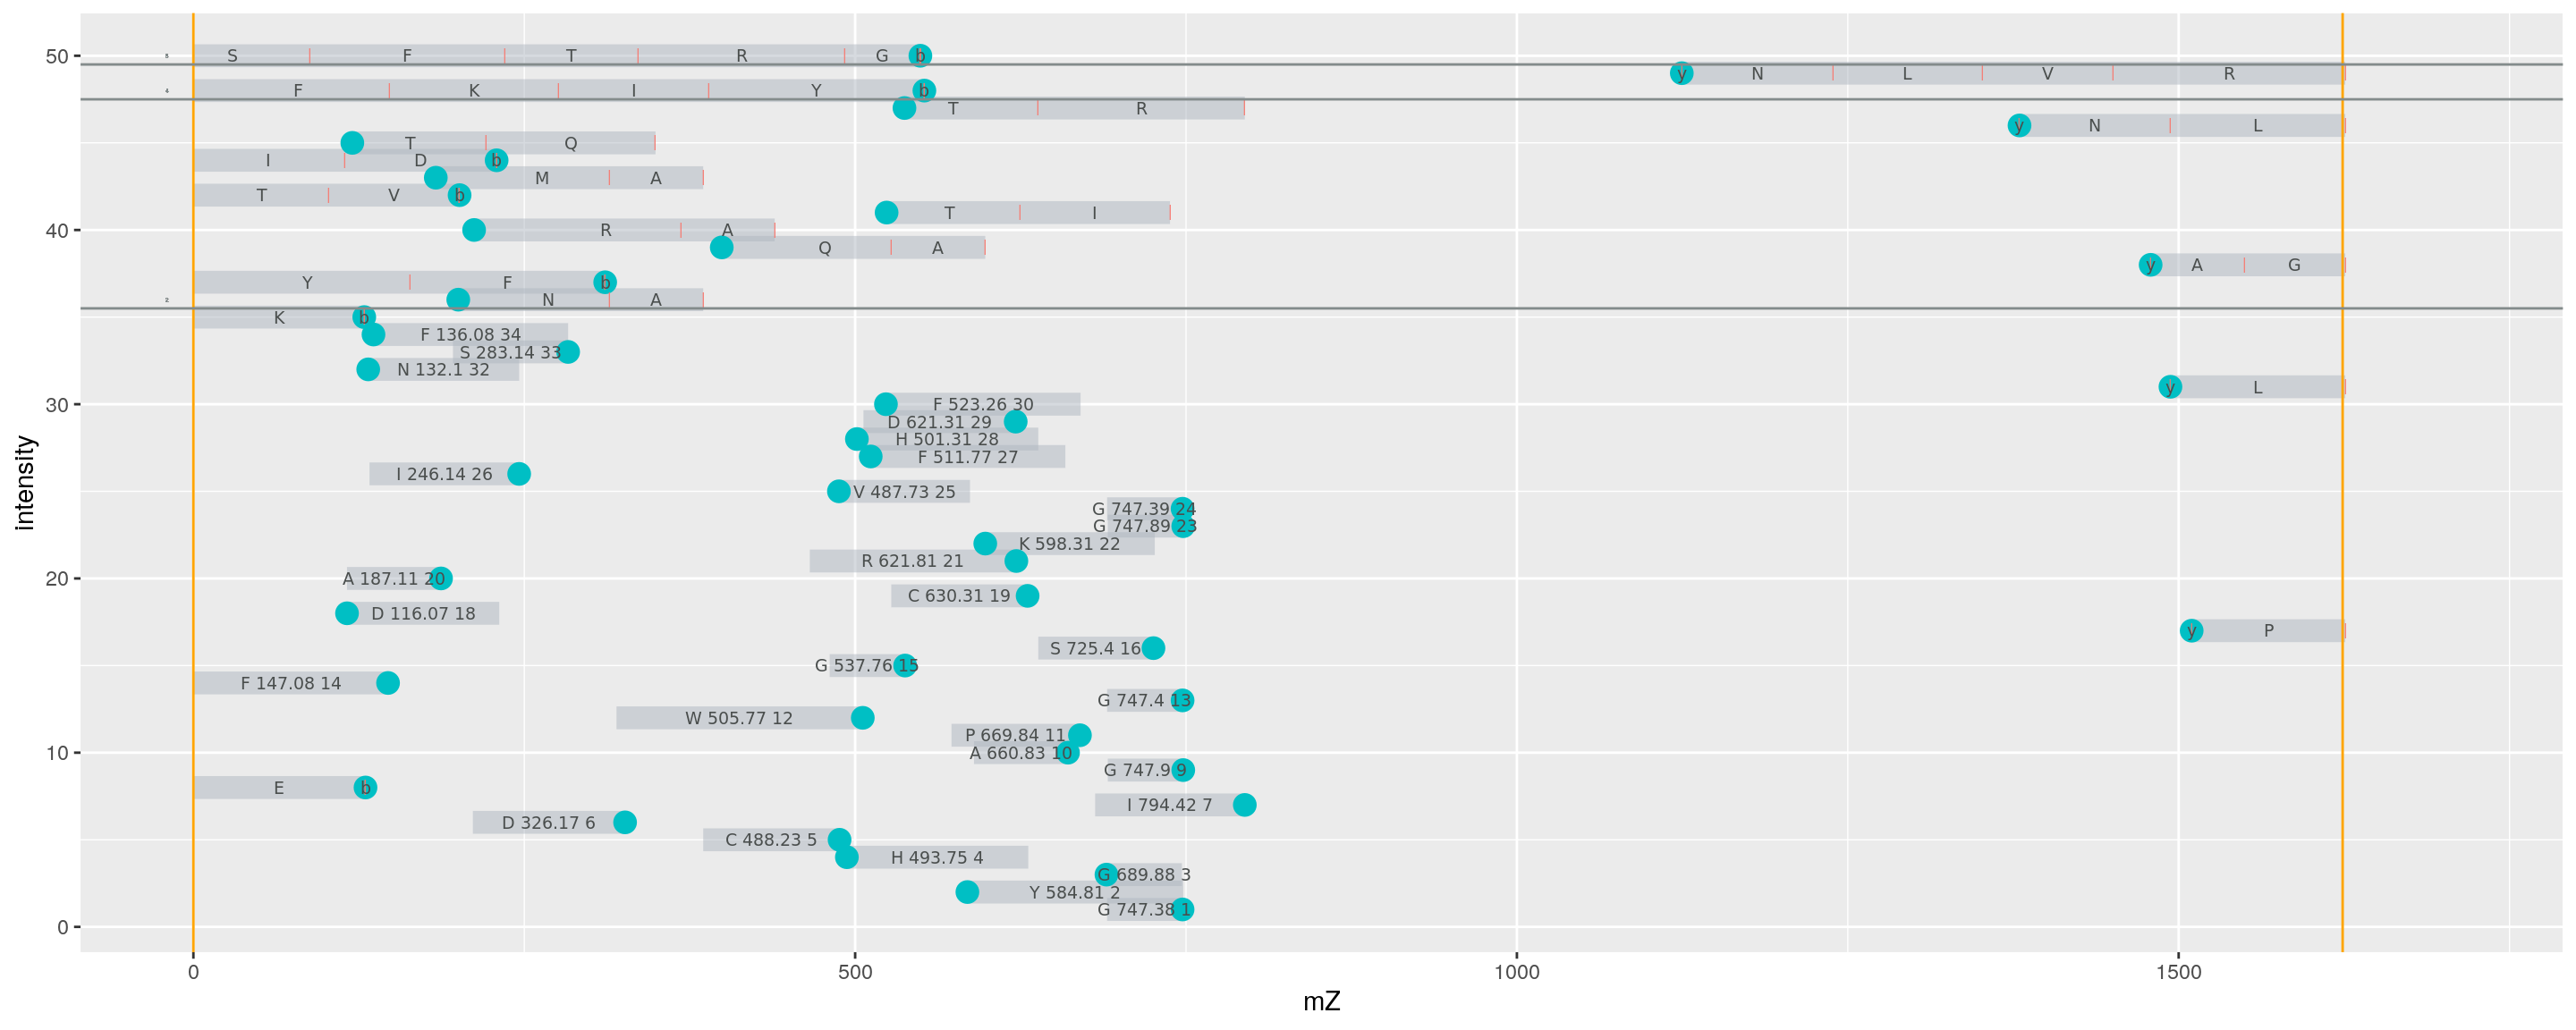 50 5 S F T R G b
y N L V R
4 F K I Y b
T R
y N L
T Q
I D b
M A
T V b
T I
40 R A
Q A
y A G
Y F b
2 N A
K b
F 136.08 34
S 283.14 33
N 132.1 32
y L
30 F 523.26 30
D 621.31 29
H 501.31 28
F 511.77 27
I 246.14 26
V 487.73 25
G 747.39 24
G 747.89 23
K 598.31 22
R 621.81 21
20 A 187.11 20
C 630.31 19
D 116.07 18
y P
S 725.4 16
G 537.76 15
F 147.08 14
G 747.4 13
W 505.77 12
P 669.84 11
10 A 660.83 10
G 747.9 9
E b
I 794.42 7
D 326.17 6
C 488.23 5
H 493.75 4
G 689.88 3
Y 584.81 2
G 747.38 1
0
intensity
0 500 1000 1500
mZ